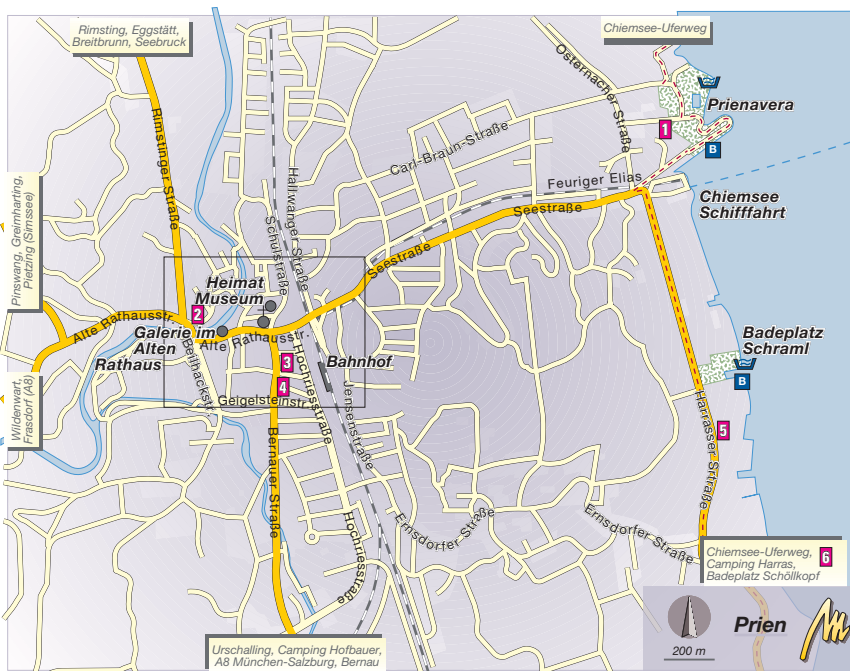 Rimsting, Eggstätt,
Breitbrunn, Seebruck
Chiemsee-Uferweg
Osternacher Straße
Prienavera
1
B
Rimstinger Straße
Carl-Braun-Straße
Hallwanger Straße
Feuriger Elias
Seestraße
Chiemsee
Schifffahrt
Pinswang, Greimharting,
Pietzing (Simssee)
Schulstraße
Seestraße
Heimat
Museum
2
Alte Rathausstr.
Galerie im
Alten
Rathaus
Alte Rathausstr.
Badeplatz
Schraml
B
3
Bahnhof
4
Beilhackstr.
Geigelsteinstr.
Hochriesstraße
Jensenstraße
Wildenwart,
Frasdorf (A8)
Harrasser Srtraße
5
Bernauer Straße
Hochriesstraße
Ernsdorfer Straße
Ernsdorfer Straße
Chiemsee-Uferweg,
Camping Harras,
Badeplatz Schöllkopf
6
Urschalling, Camping Hofbauer,
A8 München-Salzburg, Bernau
200 m
Prien